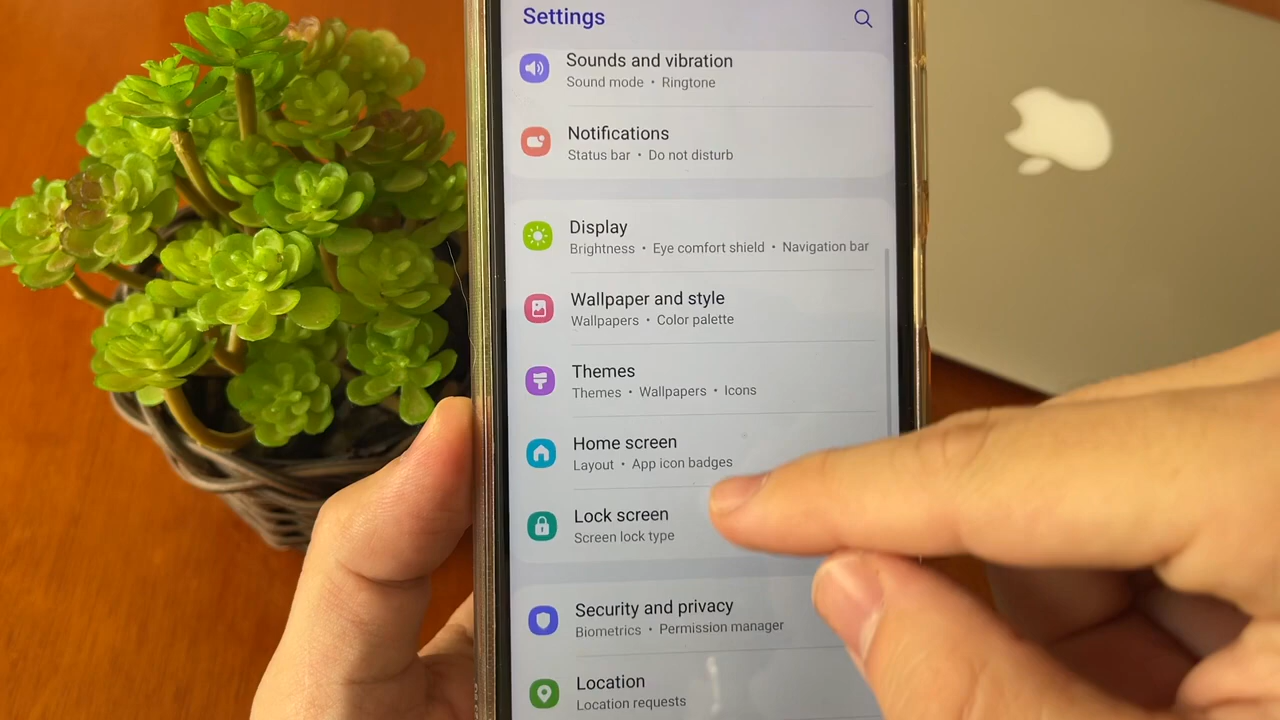 Settings
Sounds and vibration
Sound mode • Ringtone
Notifications
Status bar • Do not disturb
Display
Brightness • Eye comfort shield • Navigation bar
Wallpaper and style
Wallpapers • Color palette
Themes
Themes • Wallpapers • Icons
Home screen
Layout • App icon badges
Lock screen
Screen lock type
Security and privacy
Biometrics • Permission manager
Location
Location requests